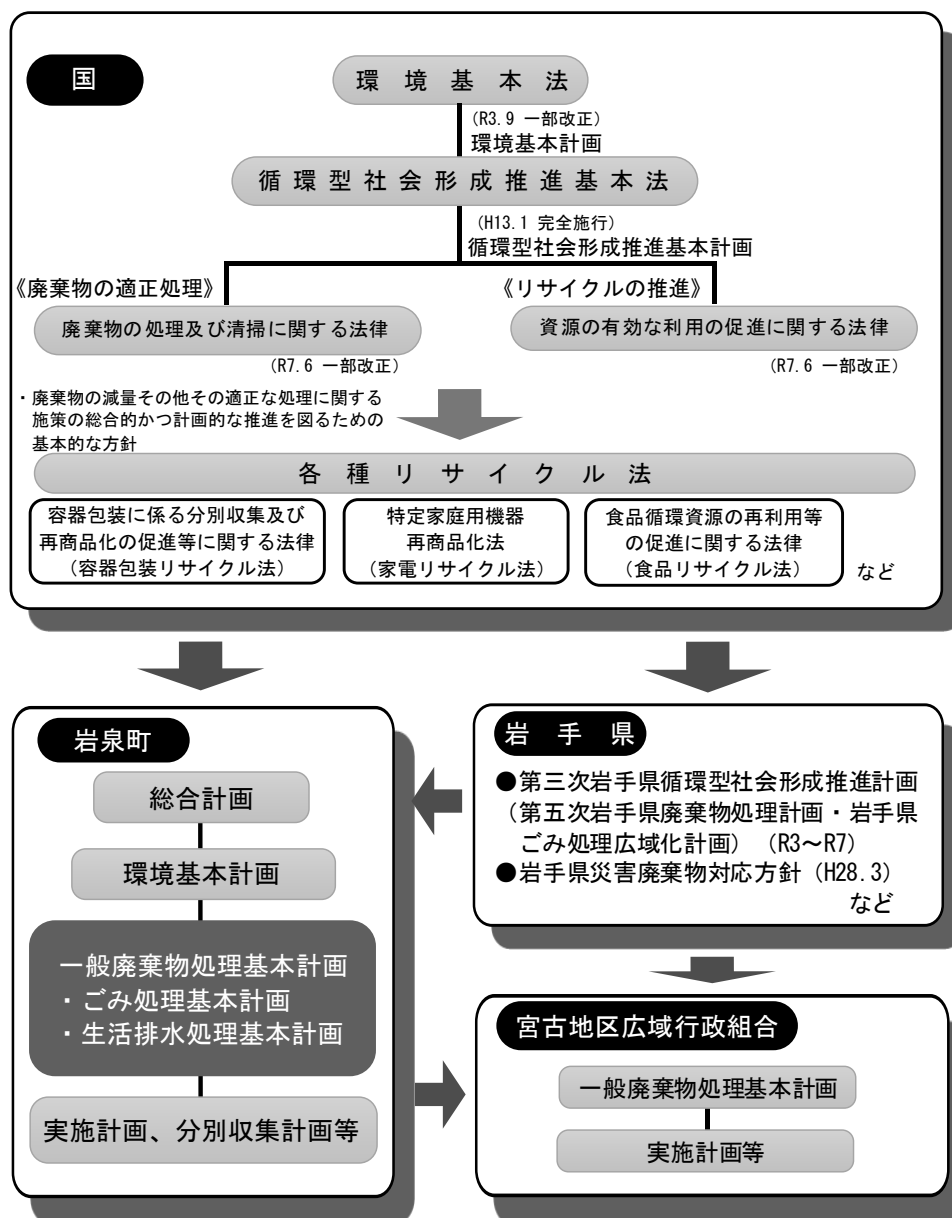 国
環境基本法
(R3.9 一部改正)
環境基本計画
循環型社会形成推進基本法
(H13.1 完全施行)
循環型社会形成推進基本計画
《廃棄物の適正処理》
《リサイクルの推進》
廃棄物の処理及び清掃に関する法律
資源の有効な利用の促進に関する法律
(R7.6 一部改正)
(R7.6 一部改正)
・廃棄物の減量その他その適正な処理に関する
施策の総合的かつ計画的な推進を図るための
基本的な方針
各種リサイクル法
容器包装に係る分別収集及び
再商品化の促進等に関する法律
（容器包装リサイクル法）
特定家庭用機器
再商品化法
（家電リサイクル法）
食品循環資源の再利用等
の促進に関する法律
（食品リサイクル法）
など
岩泉町
総合計画
環境基本計画
一般廃棄物処理基本計画
・ごみ処理基本計画
・生活排水処理基本計画
実施計画、分別収集計画等
岩手県
●第三次岩手県循環型社会形成推進計画
（第五次岩手県廃棄物処理計画・岩手県
ごみ処理広域化計画）（R3～R7）
●岩手県災害廃棄物対応方針（H28.3）
など
宮古地区広域行政組合
一般廃棄物処理基本計画
実施計画等